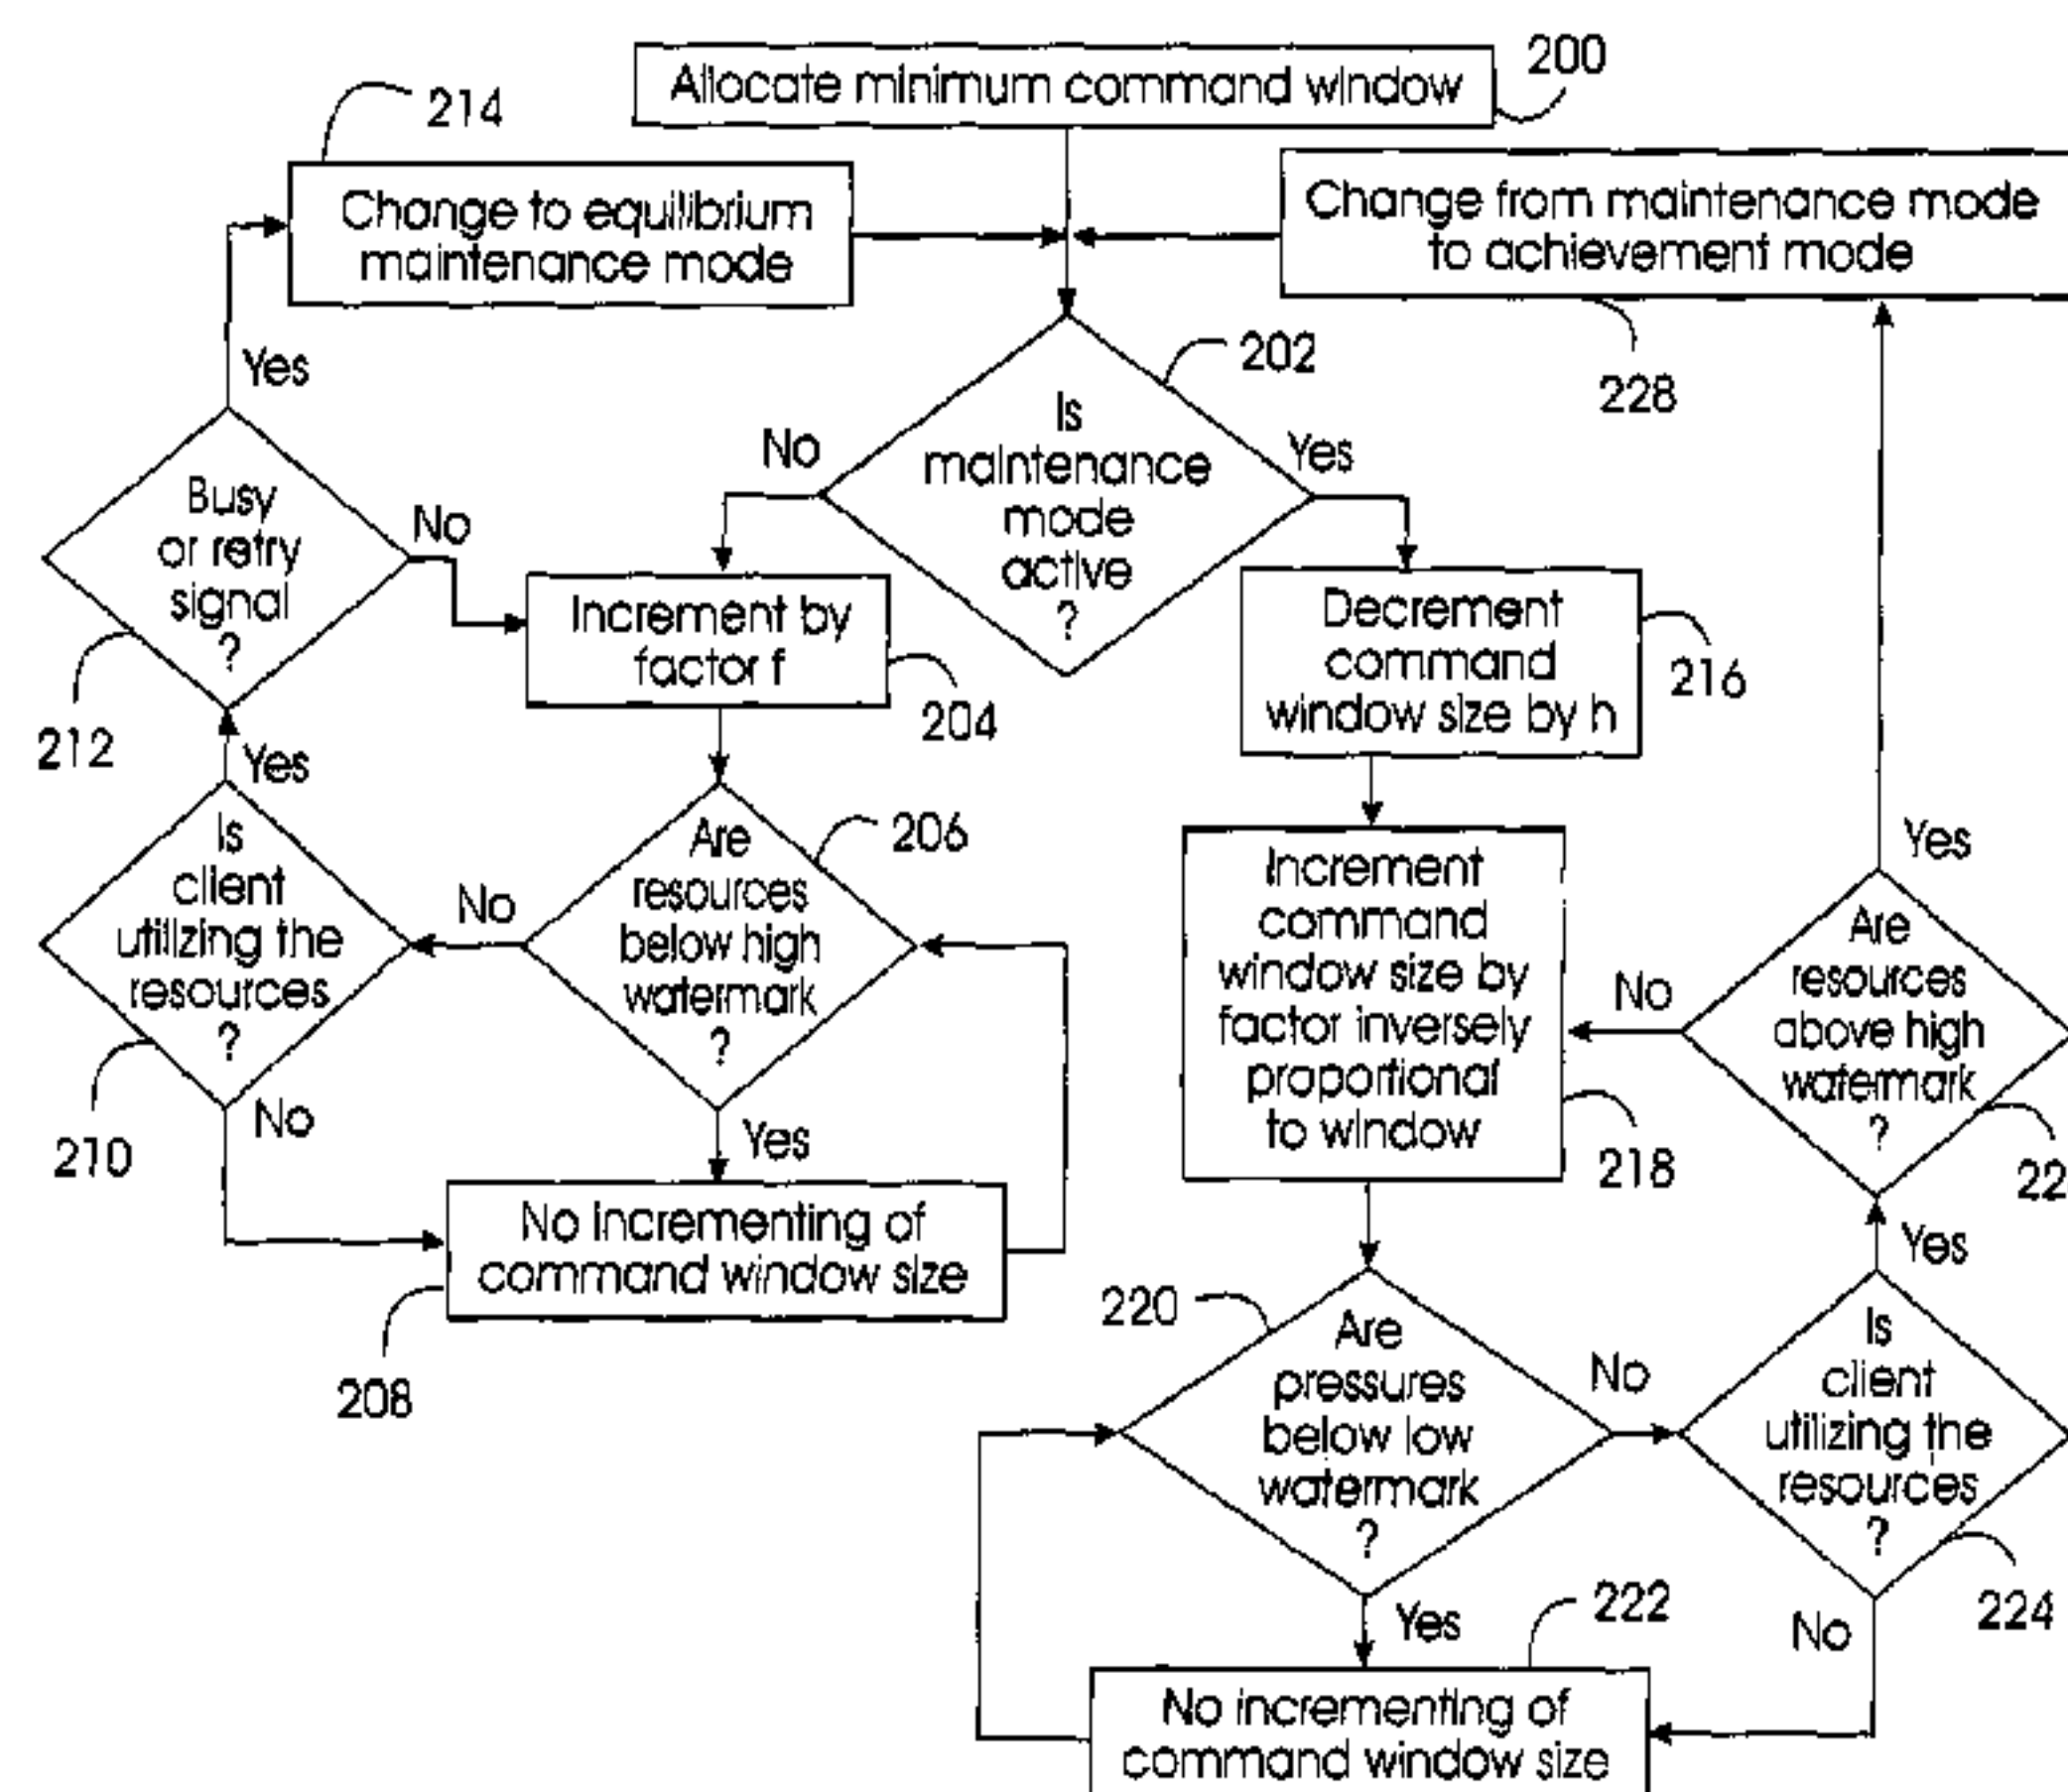 Allocate minimum command window
200
214
Change to equilibrium
maintenance mode
Change from maintenance mode
to achievement mode
228
Yes
202
Is
maintenance
mode
active
?
No
Yes
Busy
or retry
signal
?
No
212
Increment by
factor f
204
Decrement
command
window size by h
216
Yes
Is
client
utilizing the
resources
?
210
No
206
Are
resources
below high
watermark
?
No
Yes
No incrementing of
command window size
208
Increment
command
window size by
factor inversely
proportional
to window
218
Yes
Are
resources
above high
watermark
?
No
22
Yes
220
Are
pressures
below low
watermark
?
No
Yes
Is
client
utilizing the
resources
?
224
No
222
No incrementing of
command window size